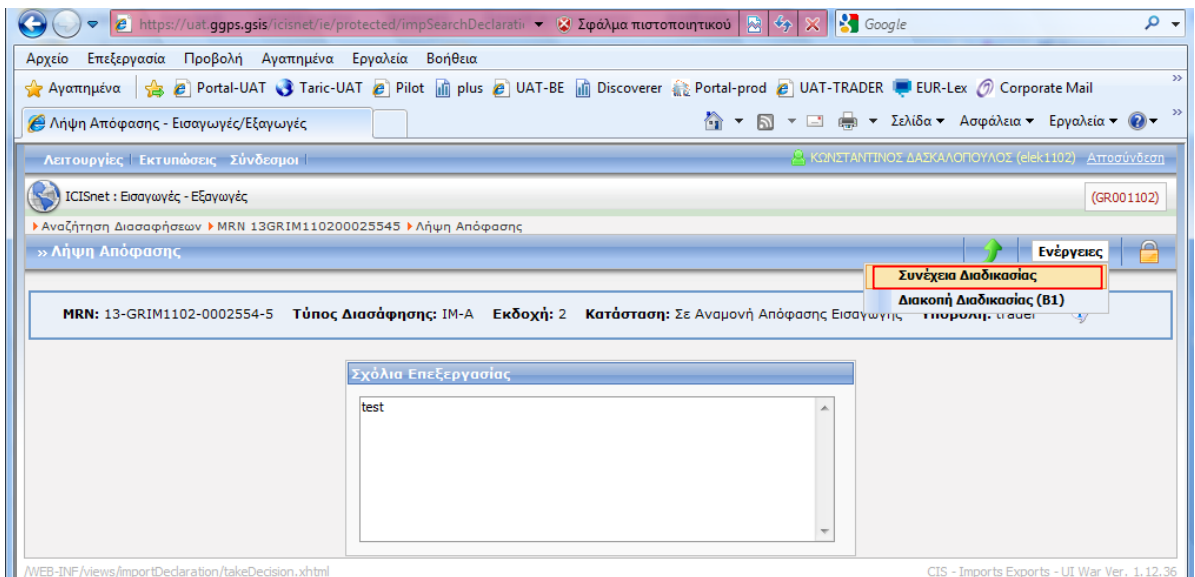 https://uat.ggps.gsis/icisnet/ie/protected/impSearchDeclaratio Σφάλμα πιστοποιητικού Google
Αρχείο Επεξεργασία Προβολή Αγαπημένα Εργαλεία Βοήθεια
Αγαπημένα Portal-UAT Taric-UAT Pilot plus UAT-BE Discoverer Portal-prod UAT-TRADER EUR-Lex Corporate Mail »
Λήψη Απόφασης - Εισαγωγές/Εξαγωγές Σελίδα Ασφάλεια Εργαλεία »
Λειτουργίες Εκτυπώσεις Σύνδεσμοι ΚΩΝΣΤΑΝΤΙΝΟΣ ΔΑΣΚΑΛΟΠΟΥΛΟΣ (elek1102) Αποσύνδεση
ICISnet : Εισαγωγές - Εξαγωγές (GR001102)
Αναζήτηση Διασαφήσεων MRN 13GRIM110200025545 Λήψη Απόφασης
» Λήψη Απόφασης Ενέργειες
Συνέχεια Διαδικασίας
Διακοπή Διαδικασίας (B1)
MRN: 13-GRIM1102-0002554-5 Τύπος Διασάφησης: IM-A Εκδοχή: 2 Κατάσταση: Σε Αναμονή Απόφασης Εισαγωγής Υποβολή: trader
Σχόλια Επεξεργασίας
test
/WEB-INF/views/importDeclaration/takeDecision.xhtml CIS - Imports Exports - UI War Ver. 1.12.36